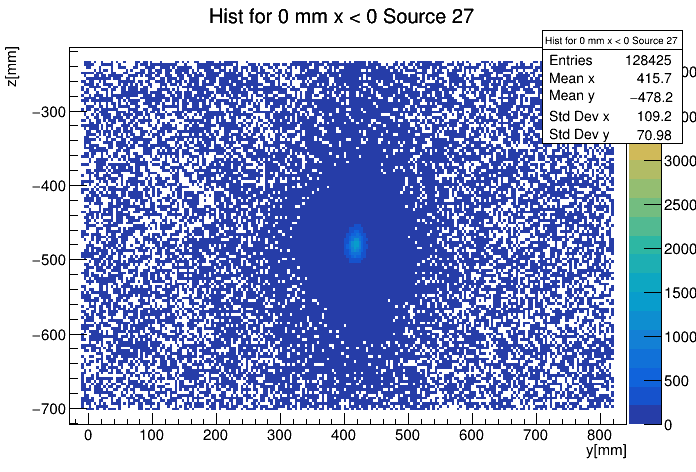 Hist for 0 mm x < 0 Source 27
Hist for 0 mm x < 0 Source 27
Entries 128425
Mean x 415.7
Mean y −478.2
Std Dev x 109.2
Std Dev y 70.98
z[mm]
−300
−400
−500
−600
−700
0 100 200 300 400 500 600 700 800
y[mm]
3000
2500
2000
1500
1000
500
0